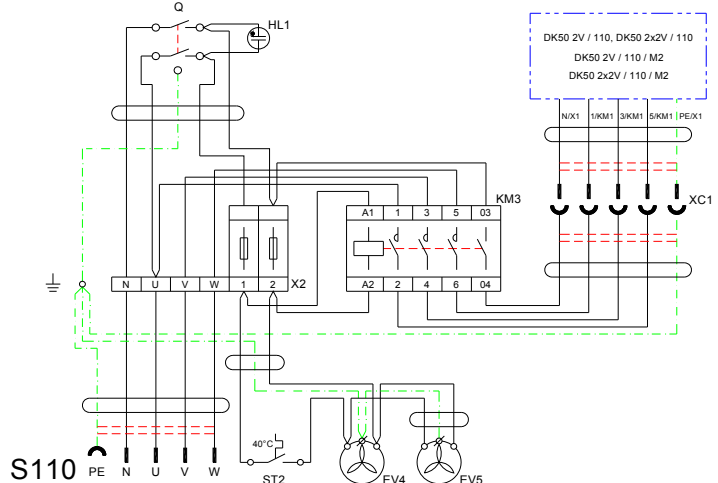 Q
HL1
DK50 2V / 110, DK50 2x2V / 110
DK50 2V / 110 / M2
DK50 2x2V / 110 / M2
N/X1 1/KM1 3/KM1 5/KM1 PE/X1
KM3
XC1
A1 1 3 5 03
N U V W 1 2 X2
A2 2 4 6 04
40°C
ST2
EV4
EV5
S110 PE N U V W